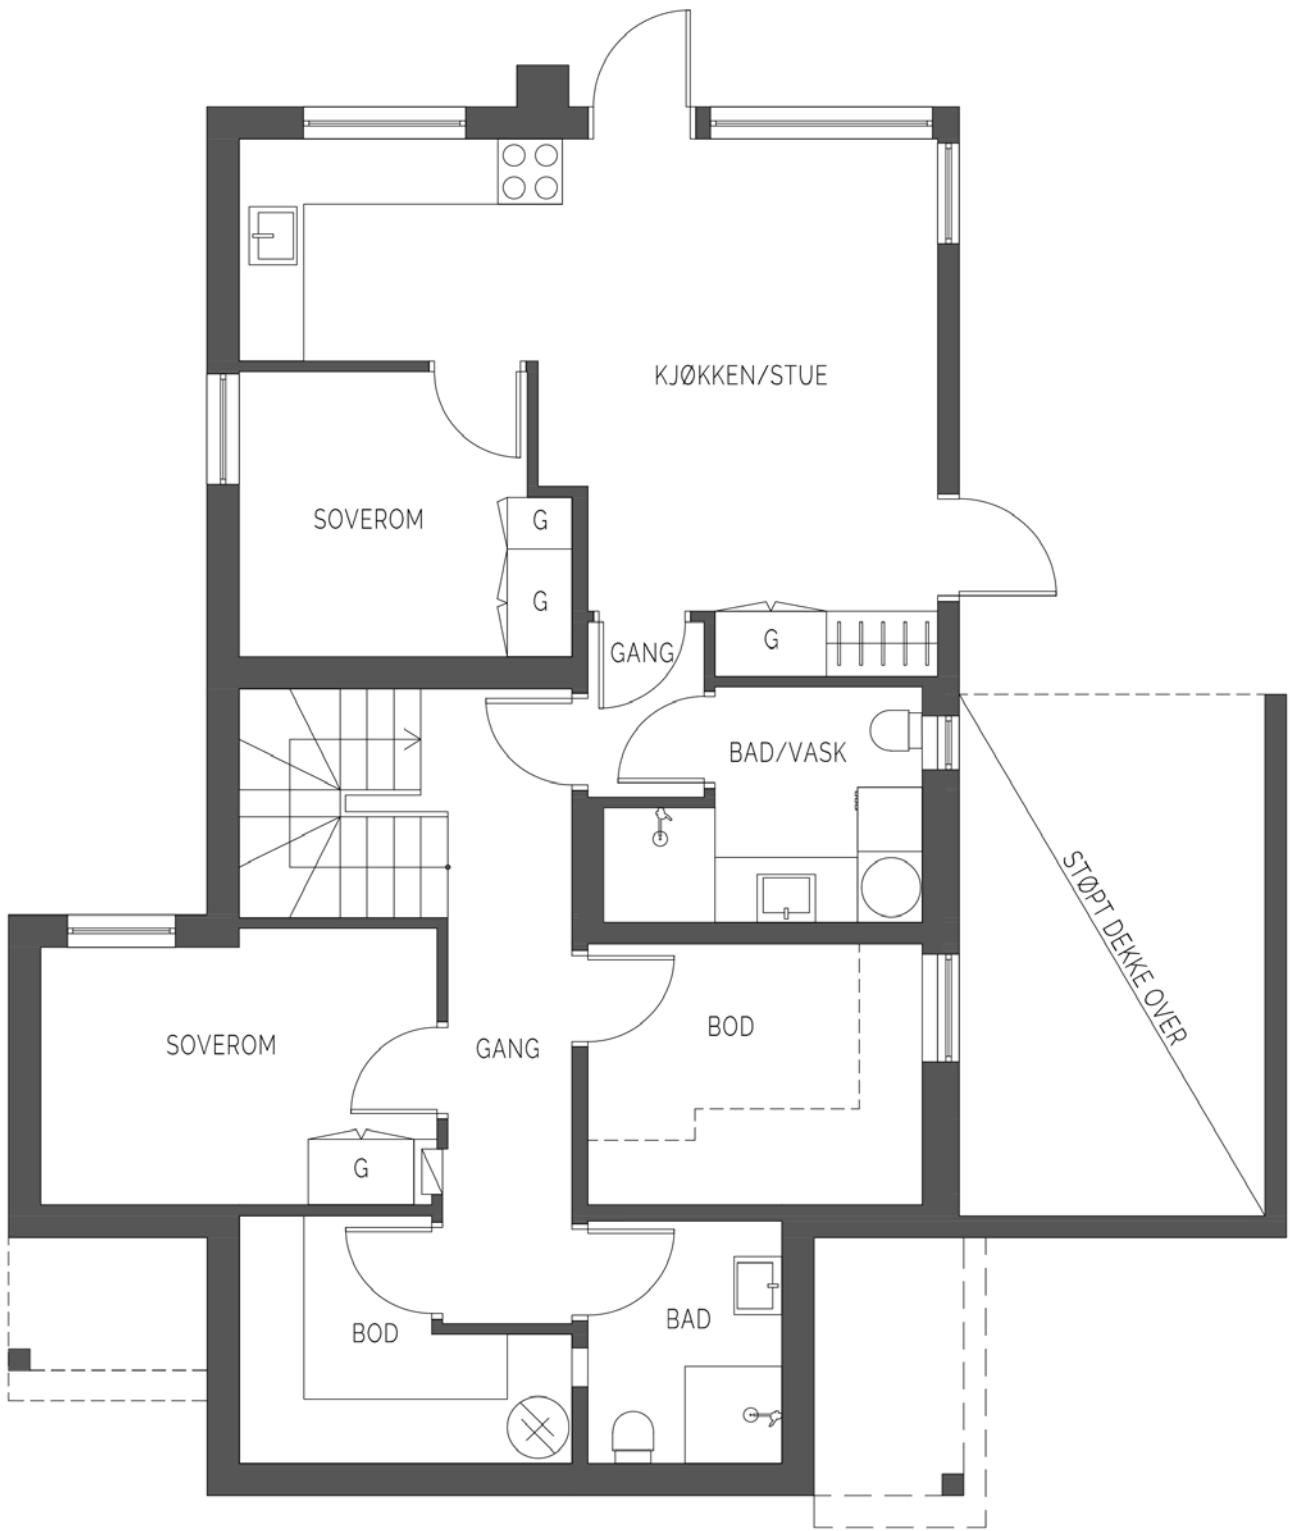 KJØKKEN/STUE
SOVEROM
G
G
GANG
G
BAD/VASK
STØPT DEKKE OVER
BOD
SOVEROM
GANG
G
BOD
BAD